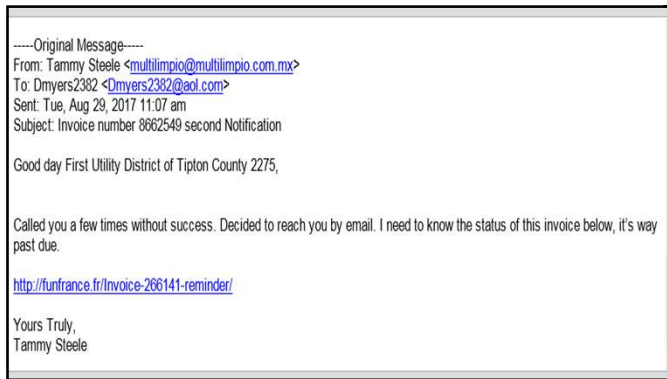 -----Original Message-----
From: Tammy Steele <multilimpio@multilimpio.com.mx>
To: Dmyers2382 <Dmyers2382@aol.com>
Sent: Tue, Aug 29, 2017 11:07 am
Subject: Invoice number 8662549 second Notification
Good day First Utility District of Tipton County 2275,
Called you a few times without success. Decided to reach you by email. I need to know the status of this invoice below, it's way
past due.
http://funfrance.fr/Invoice-266141-reminder/
Yours Truly,
Tammy Steele